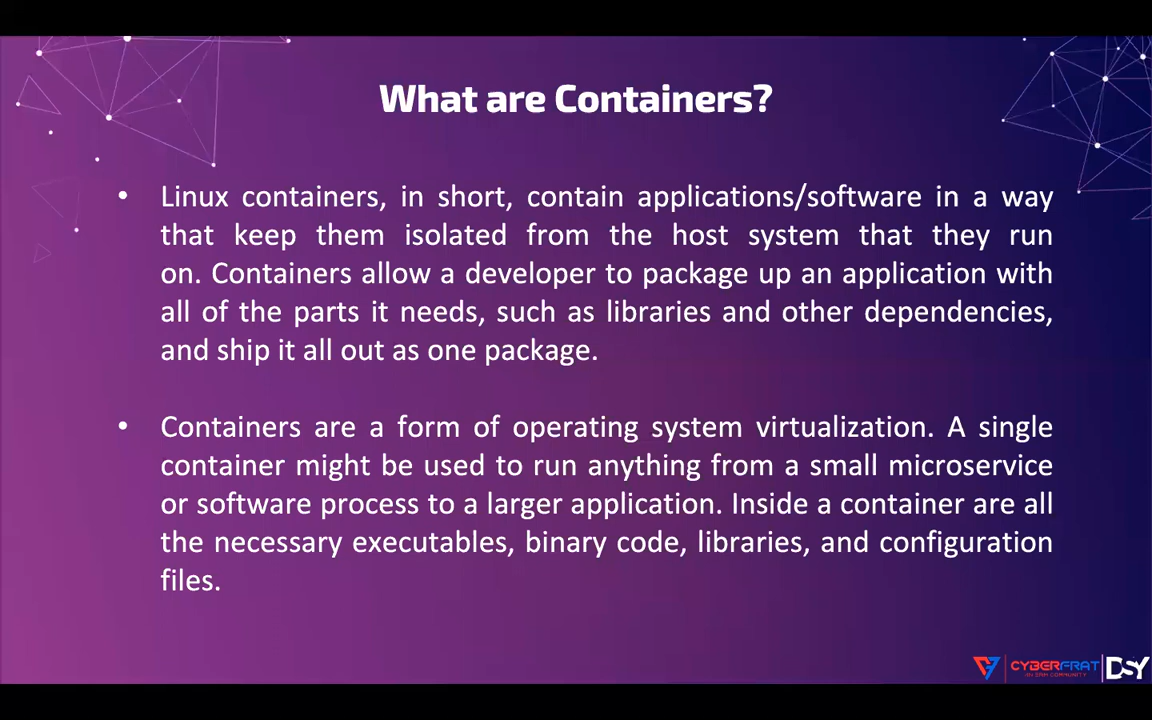 What are Containers?
• Linux containers, in short, contain applications/software in a way
that keep them isolated from the host system that they run
on. Containers allow a developer to package up an application with
all of the parts it needs, such as libraries and other dependencies,
and ship it all out as one package.
• Containers are a form of operating system virtualization. A single
container might be used to run anything from a small microservice
or software process to a larger application. Inside a container are all
the necessary executables, binary code, libraries, and configuration
files.
CYBERFRAT
AN ERM COMMUNITY
DSY